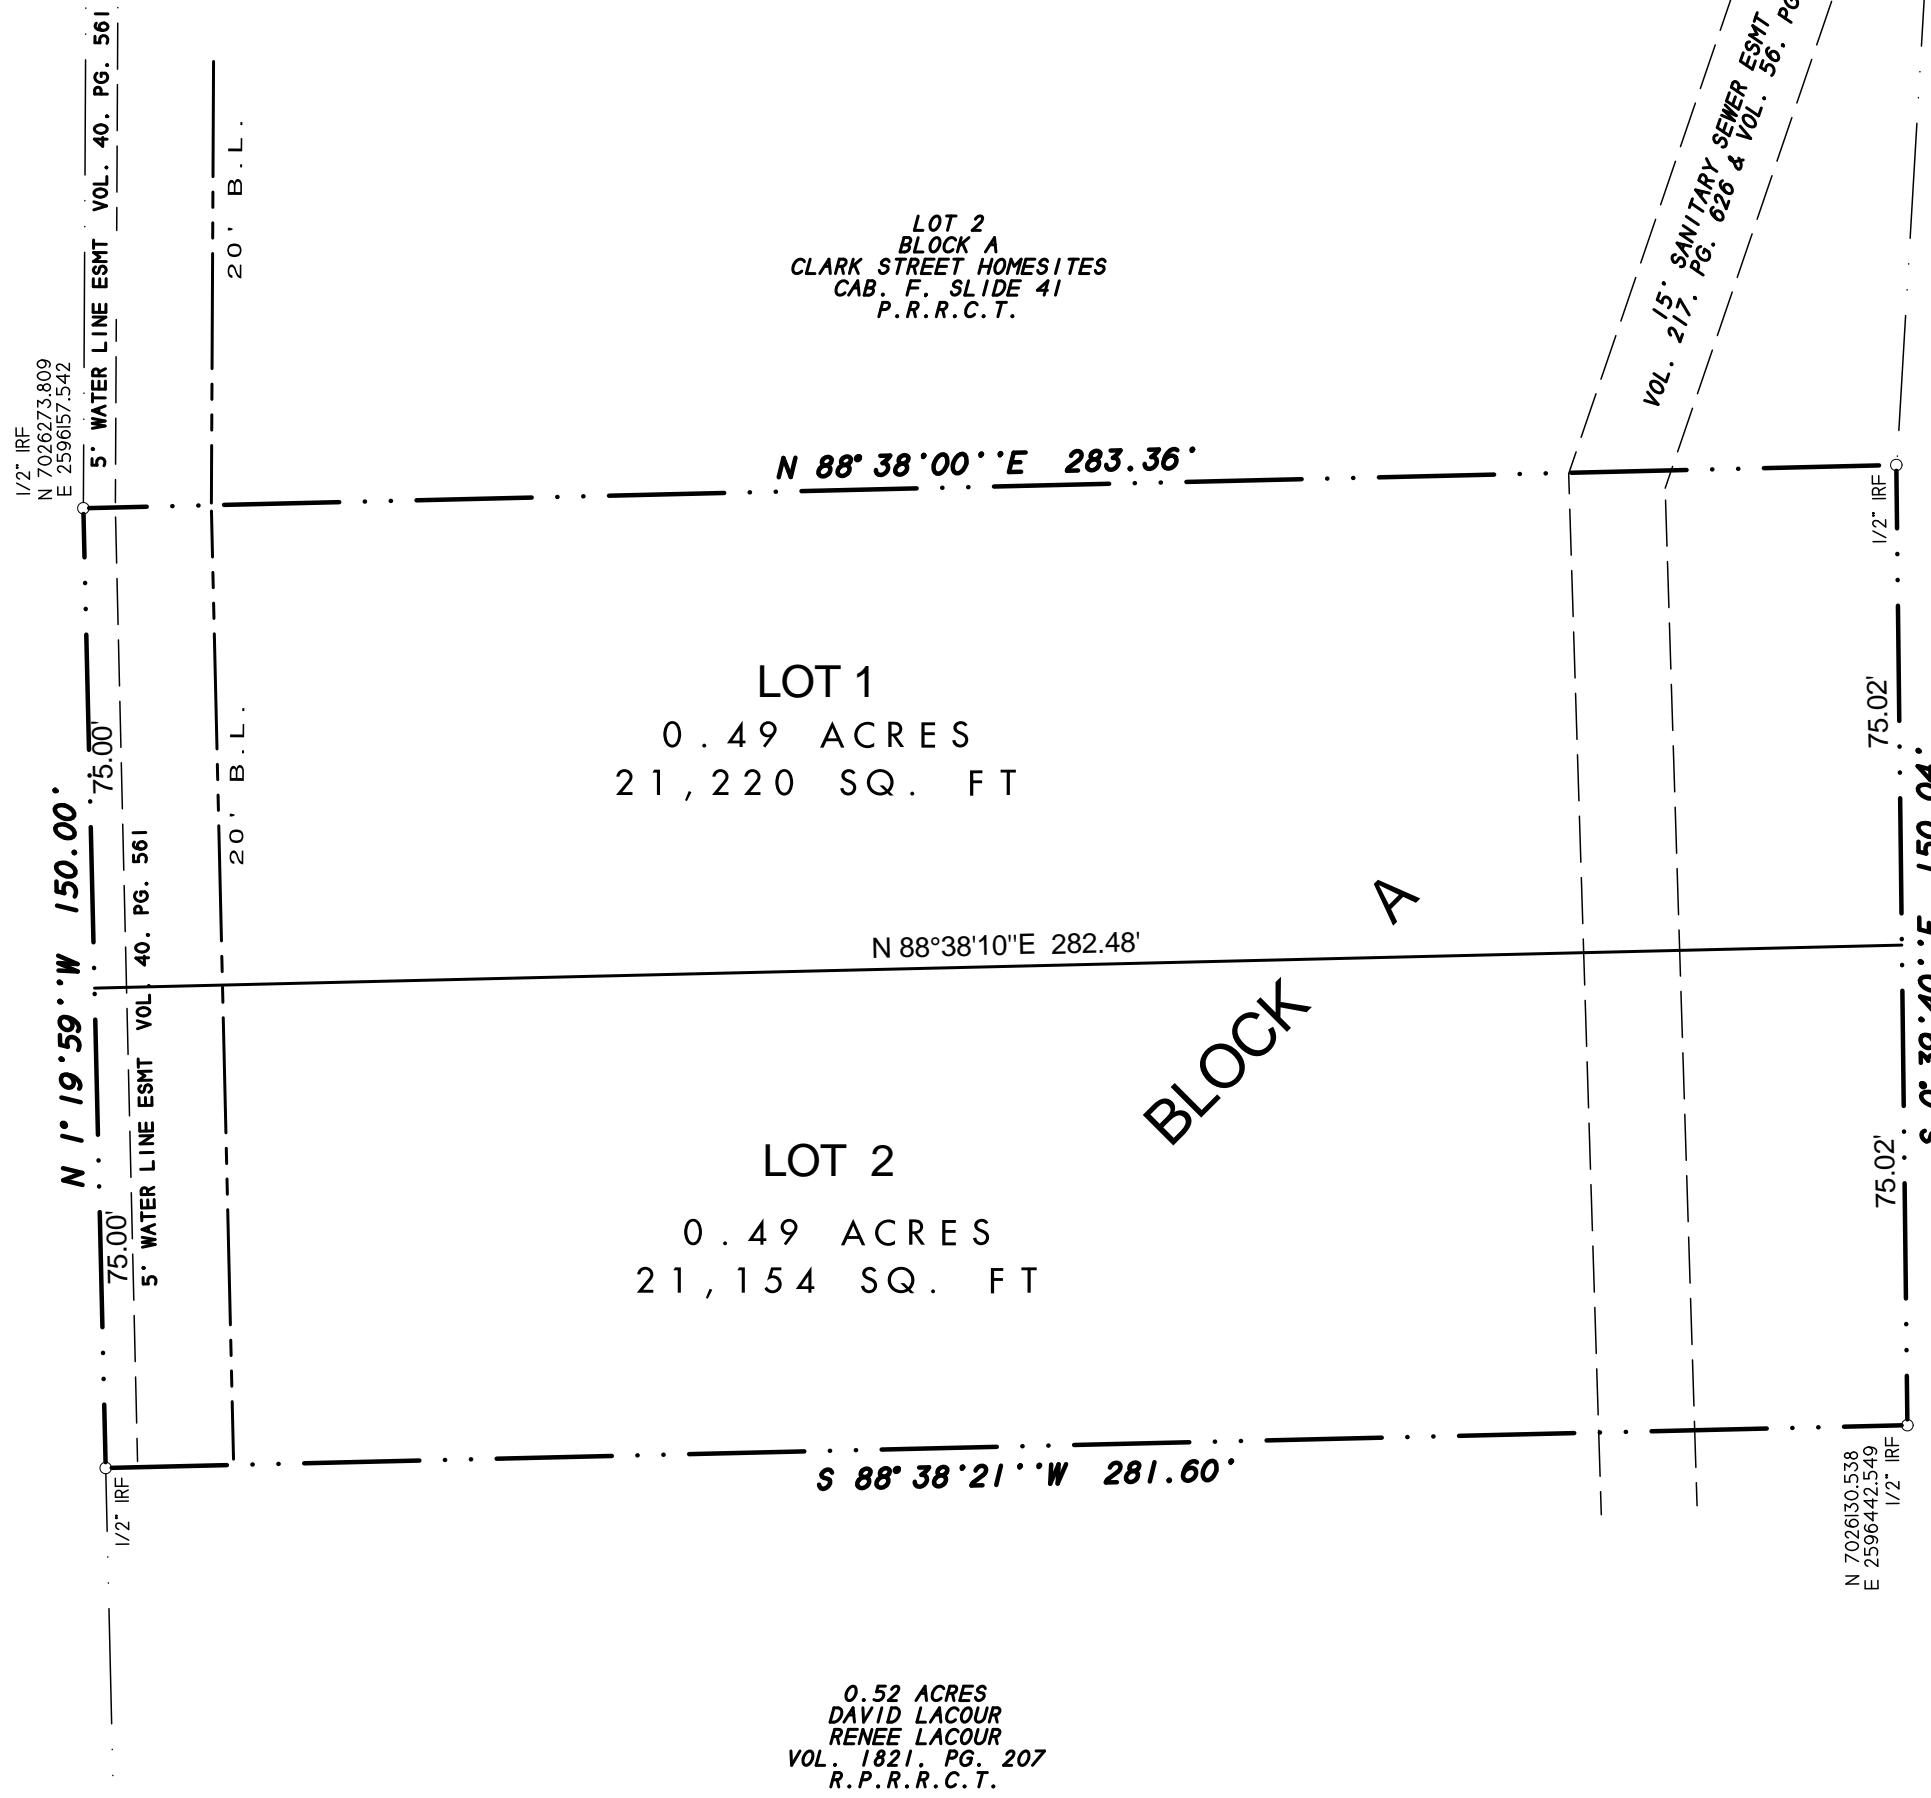 5' WATER LINE ESMT VOL. 40. PG. 561
20' B.L.
15' SANITARY SEWER ESMT
VOL. 217. PG. 626 & VOL. 56. PG
LOT 2
BLOCK A
CLARK STREET HOMESITES
CAB. F. SLIDE 41
P.R.R.C.T.
1/2" IRF
N 7026273.809
E 2596157.542
N 88°38'00''E 283.36'
1/2" IRF
LOT 1
0.49 ACRES
21,220 SQ. FT
75.00'
20' B.L.
75.02'
N 1°19'59''W 150.00'
5' WATER LINE ESMT VOL. 40. PG. 561
N 88°38'10"E 282.48'
BLOCK A
S 0°39'40''E 150.04'
LOT 2
0.49 ACRES
21,154 SQ. FT
75.00'
75.02'
S 88°38'21''W 281.60'
1/2" IRF
N 7026130.538
E 2596442.549
1/2" IRF
0.52 ACRES
DAVID LACOUR
RENEE LACOUR
VOL. 1821. PG. 207
R.P.R.R.C.T.